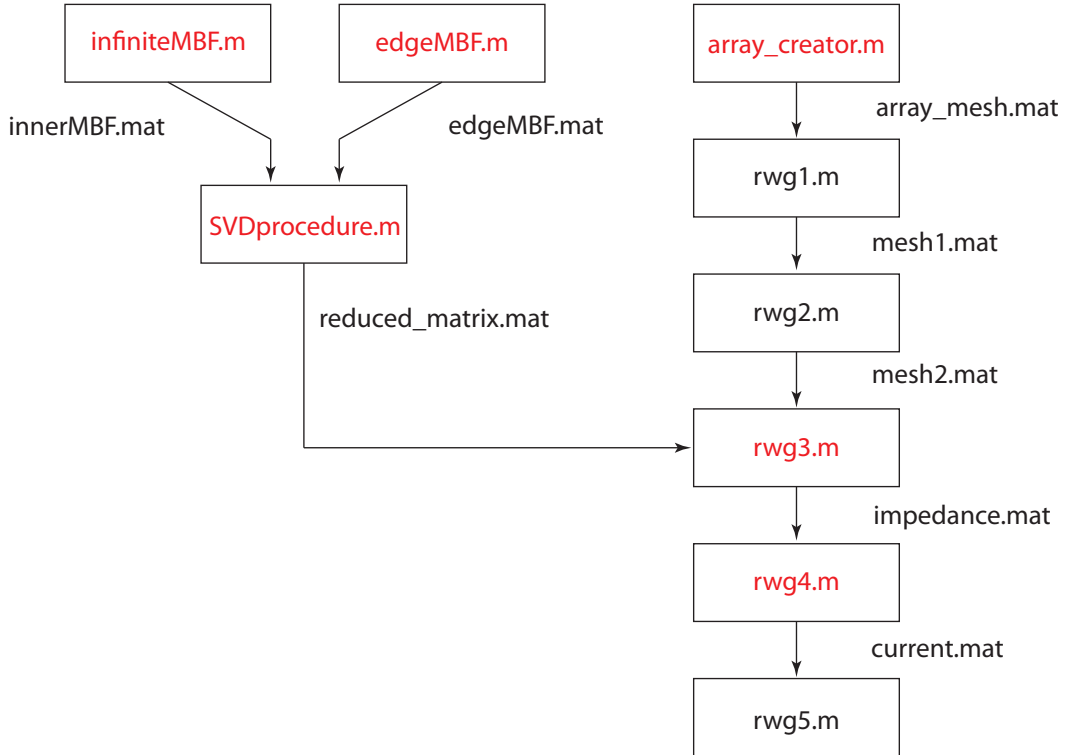 infiniteMBF.m
edgeMBF.m
array_creator.m
innerMBF.mat
edgeMBF.mat
array_mesh.mat
rwg1.m
SVDprocedure.m
mesh1.mat
reduced_matrix.mat
rwg2.m
mesh2.mat
rwg3.m
impedance.mat
rwg4.m
current.mat
rwg5.m